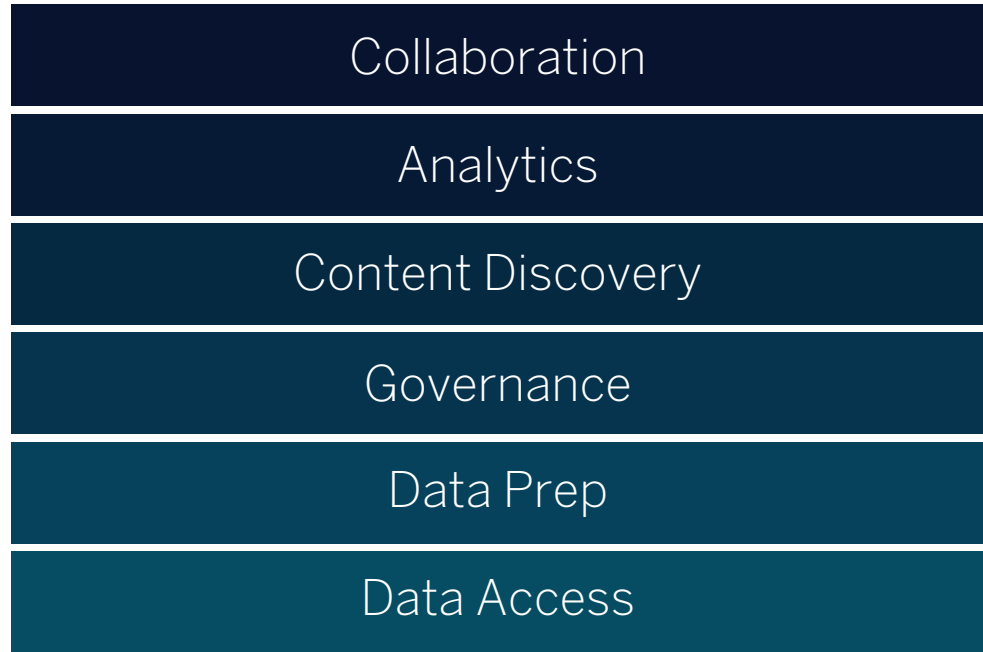 Collaboration
Analytics
Content Discovery
Governance
Data Prep
Data Access